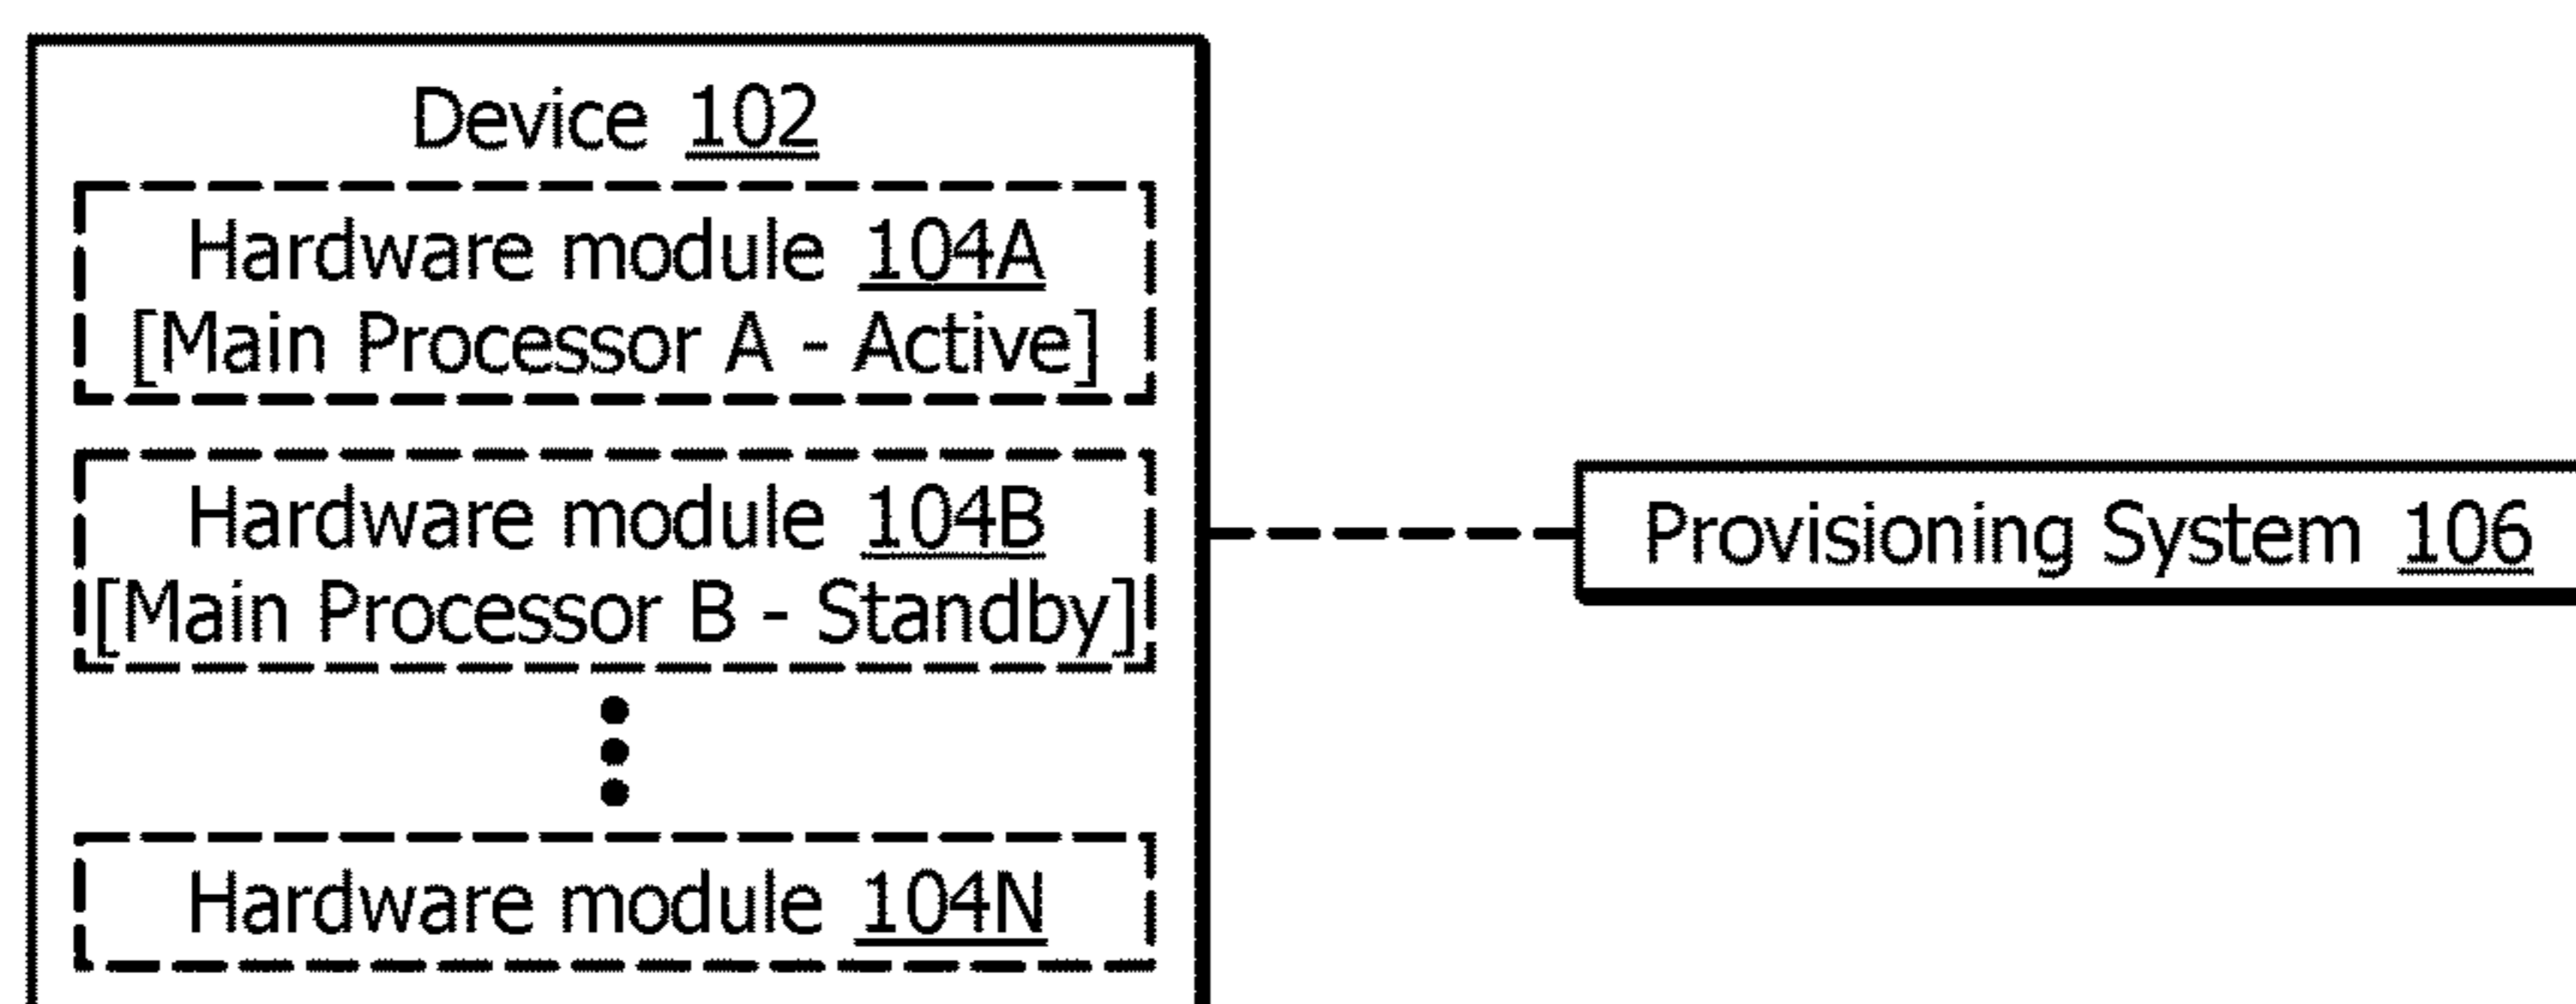 Device 102
Hardware module 104A
[Main Processor A - Active]
Hardware module 104B
[Main Processor B - Standby]
Hardware module 104N
Provisioning System 106